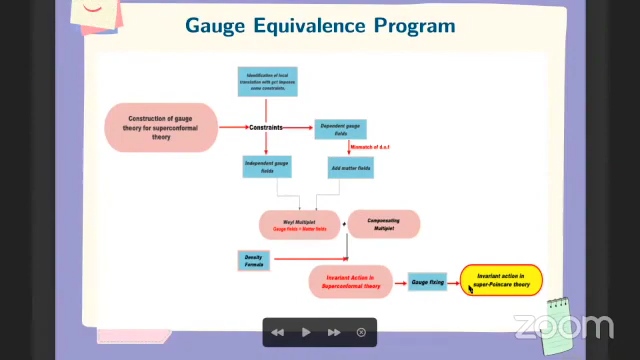 Gauge Equivalence Program
Identification of local
translation with gct impose
some constraints.
Construction of gauge
theory for superconformal
theory
Constraints
Dependent gauge
fields
Mismatch of d.o.f
Independent gauge
fields
Add matter fields
Weyl Multiplet
Gauge fields + Matter fields
+
Compensating
Multiplet
Density
Formula
Invariant Action in
Superconformal theory
Gauge fixing
Invariant action in
super-Poincare theory
zoom